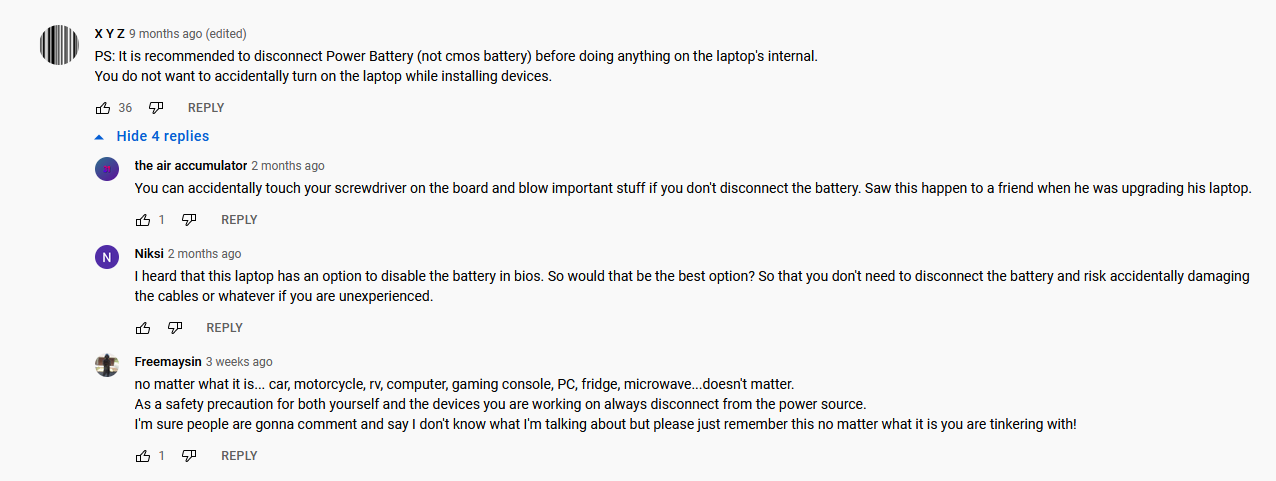 X Y Z 9 months ago (edited)
PS: It is recommended to disconnect Power Battery (not cmos battery) before doing anything on the laptop's internal.
You do not want to accidentally turn on the laptop while installing devices.
36 REPLY
Hide 4 replies
the air accumulator 2 months ago
You can accidentally touch your screwdriver on the board and blow important stuff if you don't disconnect the battery. Saw this happen to a friend when he was upgrading his laptop.
1 REPLY
N
Niksi 2 months ago
I heard that this laptop has an option to disable the battery in bios. So would that be the best option? So that you don't need to disconnect the battery and risk accidentally damaging
the cables or whatever if you are unexperienced.
REPLY
Freemaysin 3 weeks ago
no matter what it is... car, motorcycle, rv, computer, gaming console, PC, fridge, microwave...doesn't matter.
As a safety precaution for both yourself and the devices you are working on always disconnect from the power source.
I'm sure people are gonna comment and say I don't know what I'm talking about but please just remember this no matter what it is you are tinkering with!
1 REPLY